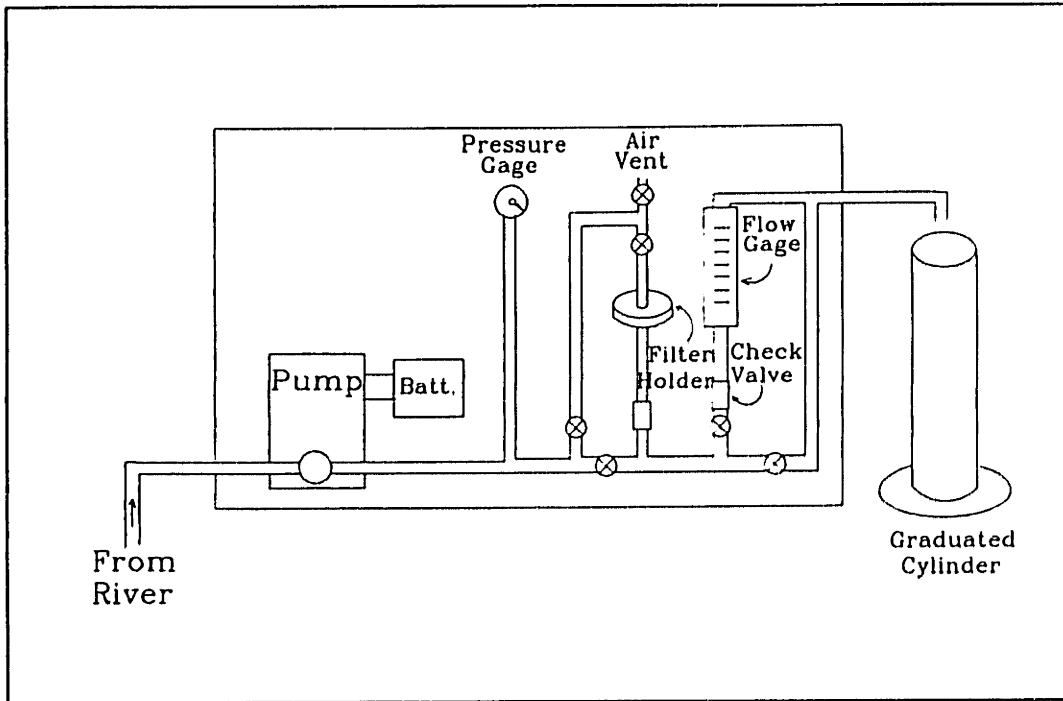 Pressure
Gage
Air
Vent
Flow
Gage
Filter
Holder
Check
Valve
Pump
Batt.
From
River
Graduated
Cylinder